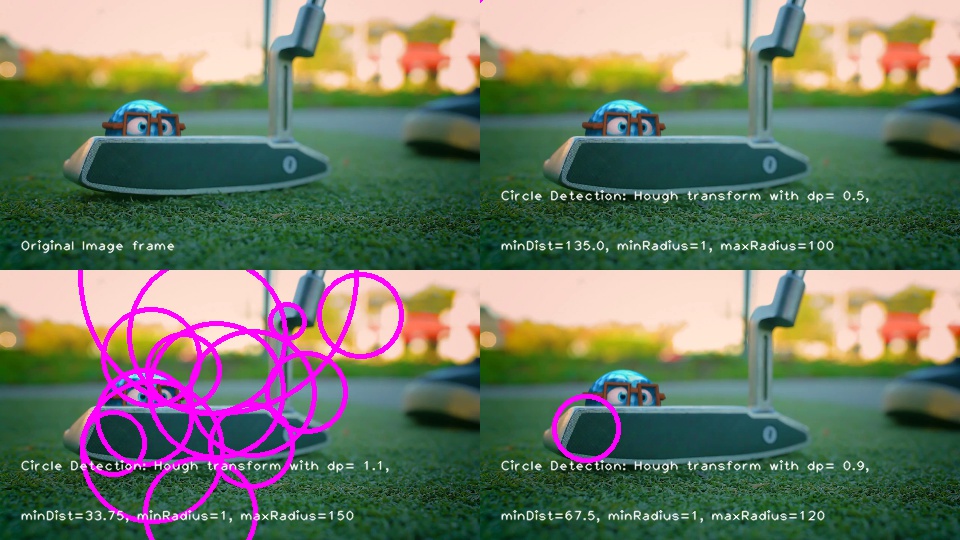 Original Image frame
Circle Detection: Hough transform with dp= 0.5,
minDist=135.0, minRadius=1, maxRadius=100
Circle Detection: Hough transform with dp= 1.1,
minDist=33.75, minRadius=1, maxRadius=150
Circle Detection: Hough transform with dp= 0.9,
minDist=67.5, minRadius=1, maxRadius=120